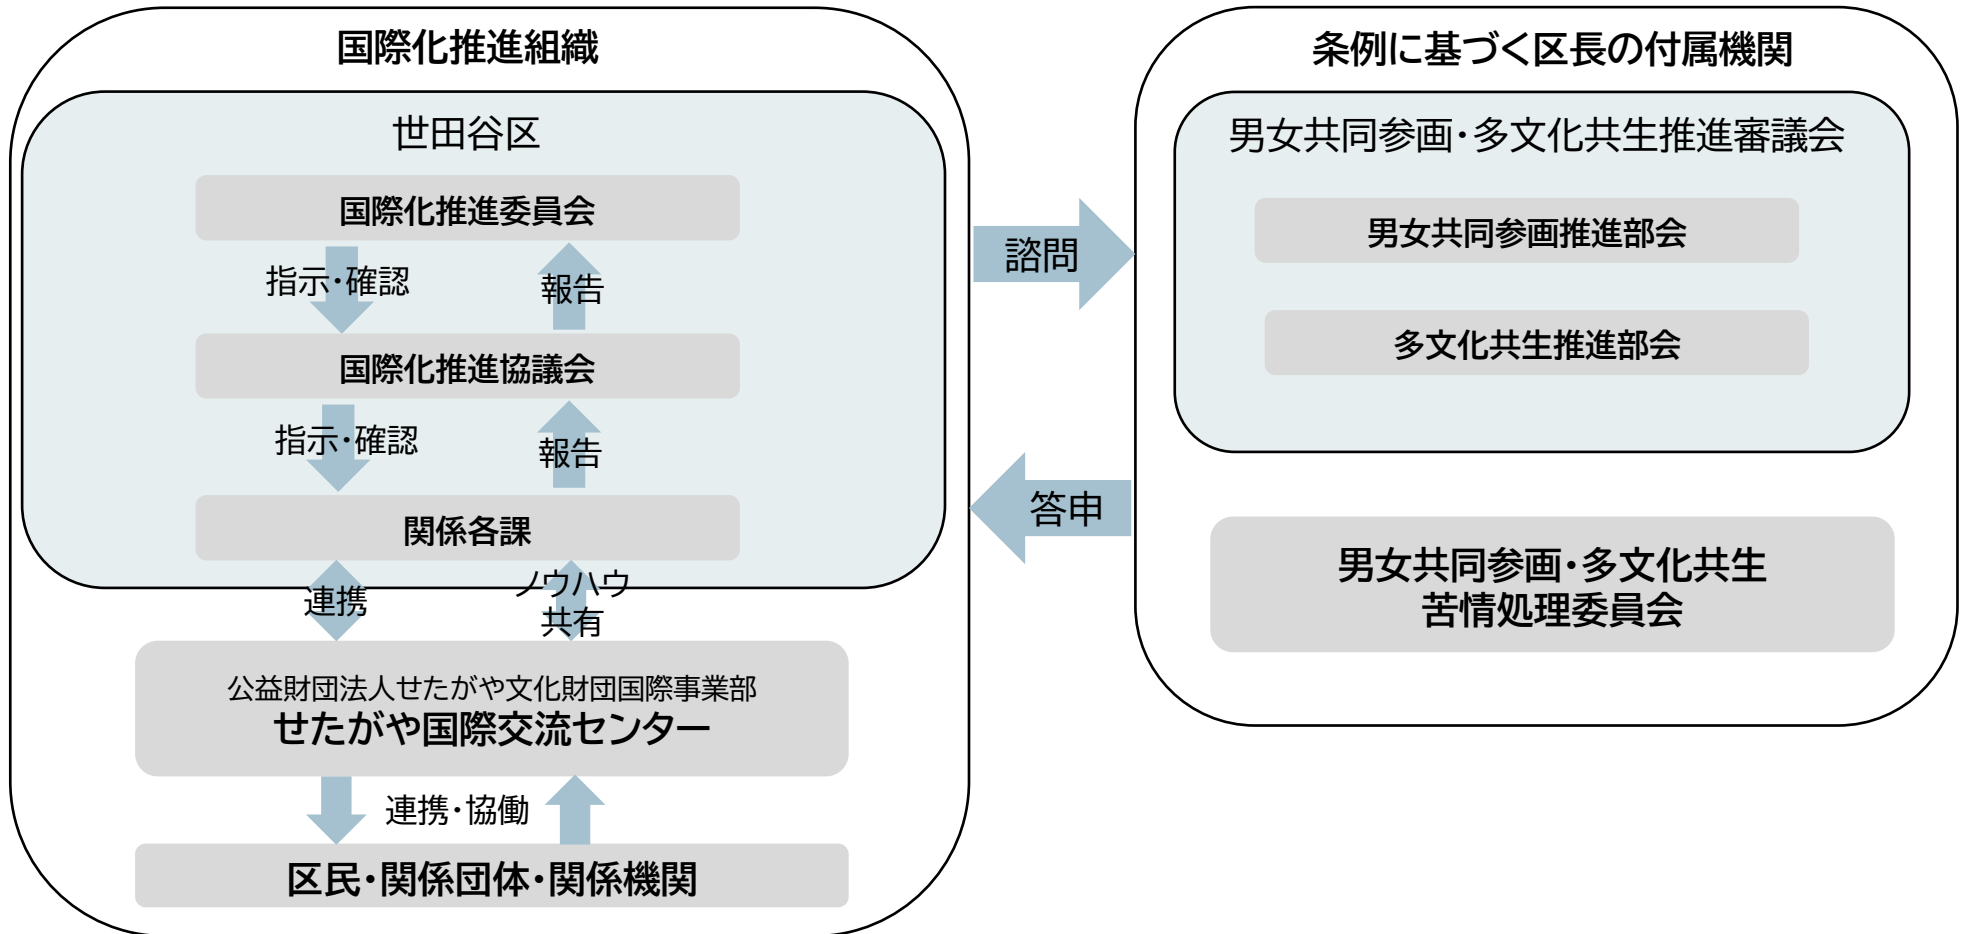 国際化推進組織
世田谷区
国際化推進委員会
指示・確認
報告
国際化推進協議会
指示・確認
報告
関係各課
連携
ノウハウ
共有
公益財団法人せたがや文化財団国際事業部
せたがや国際交流センター
連携・協働
区民・関係団体・関係機関
諮問
答申
条例に基づく区長の付属機関
男女共同参画・多文化共生推進審議会
男女共同参画推進部会
多文化共生推進部会
男女共同参画・多文化共生
苦情処理委員会